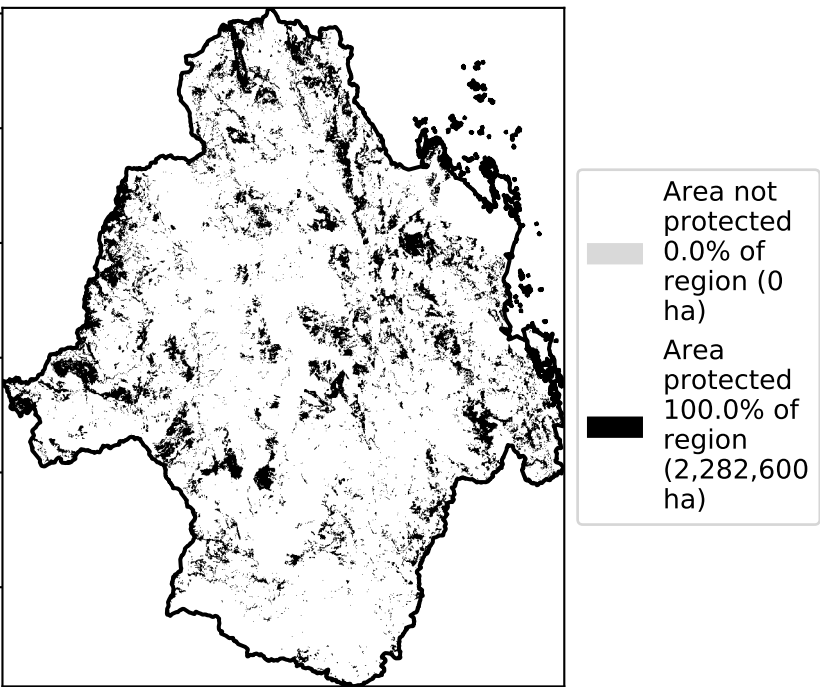 Area not
protected
0.0% of
region (0
ha)
Area
protected
100.0% of
region
(2,282,600
ha)